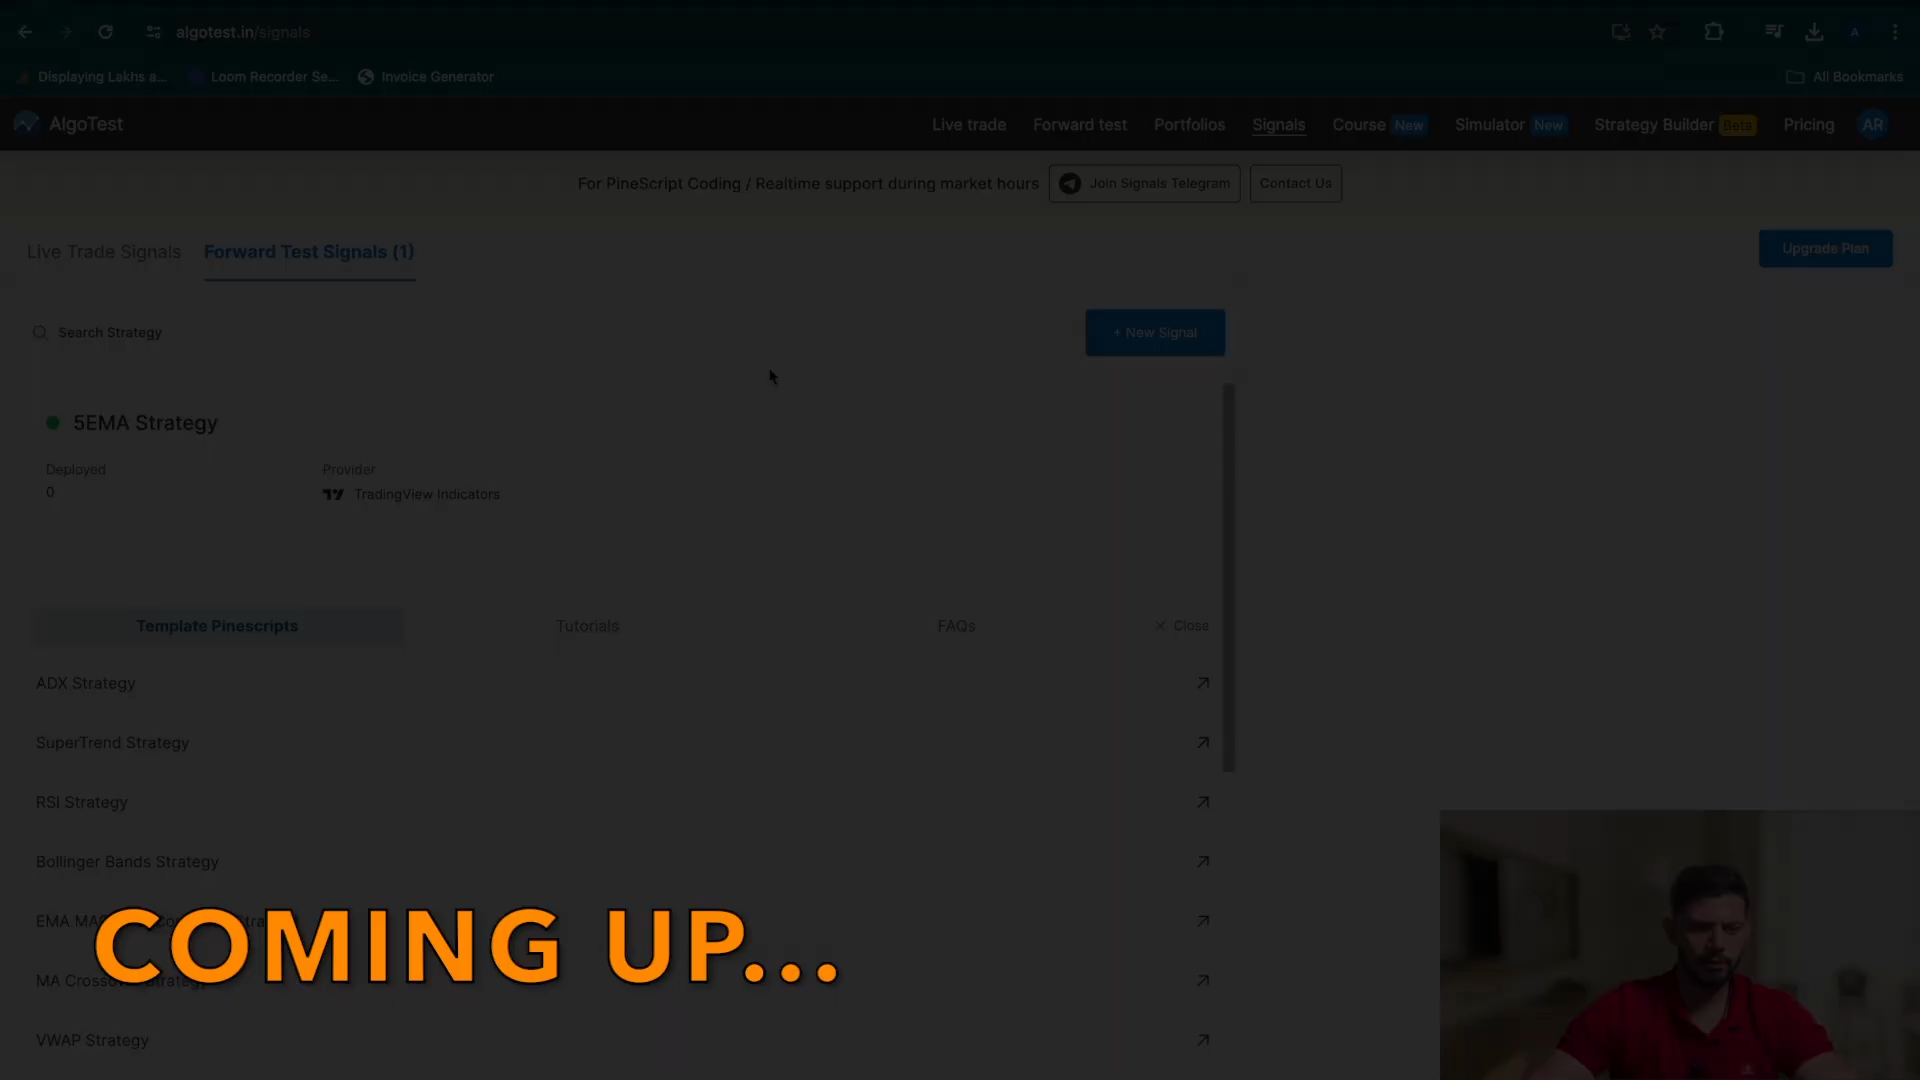 algotest.in/signals
Displaying Lakhs a...
Loom Recorder Se...
Invoice Generator
All Bookmarks
AlgoTest
Live trade
Forward test
Portfolios
Signals
Course New
Simulator New
Strategy Builder Beta
Pricing
AR
For PineScript Coding / Realtime support during market hours
Join Signals Telegram
Contact Us
Live Trade Signals
Forward Test Signals (1)
Upgrade Plan
Search Strategy
+ New Signal
5EMA Strategy
Deployed
0
Provider
TradingView Indicators
Template Pinescripts
Tutorials
FAQs
Close
ADX Strategy
SuperTrend Strategy
RSI Strategy
Bollinger Bands Strategy
EMA
COMING UP...
MA Crossover Strategy
VWAP Strategy